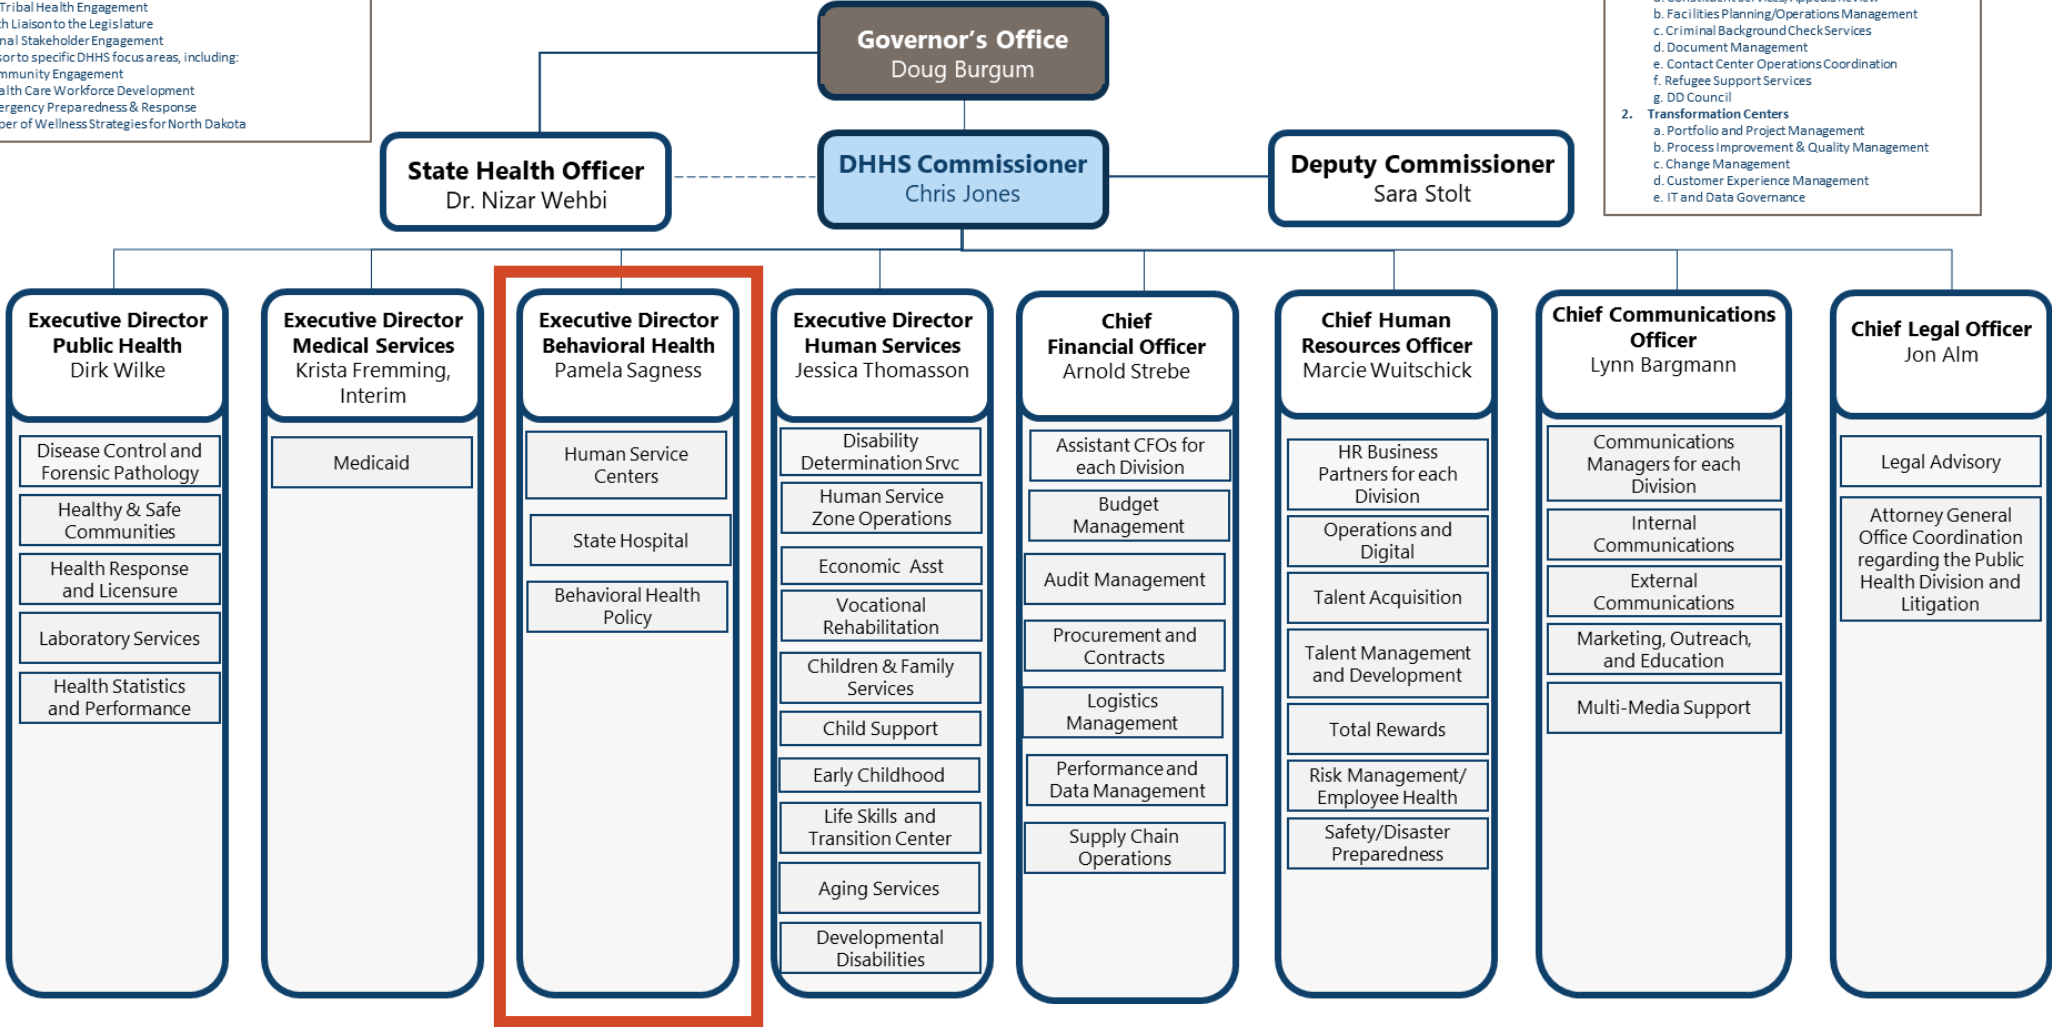 Tribal Health Engagement
Liaison to the Legislature
Stakeholder Engagement
to specific DHHS focus areas, including:
Engagement
Care Workforce Development
Preparedness & Response
of Wellness Strategies for North Dakota
b. Facilities Planning/Operations Management
c. Criminal Background Check Services
d. Document Management
e. Contact Center Operations Coordination
f. Refugee Support Services
g. DD Council
2. Transformation Centers
a. Portfolio and Project Management
b. Process Improvement & Quality Management
c. Change Management
d. Customer Experience Management
e. IT and Data Governance
Governor's Office
Doug Burgum
State Health Officer
Dr. Nizar Wehbi
DHHS Commissioner
Chris Jones
Deputy Commissioner
Sara Stolt
Executive Director
Public Health
Dirk Wilke
Disease Control and
Forensic Pathology
Healthy & Safe
Communities
Health Response
and Licensure
Laboratory Services
Health Statistics
and Performance
Executive Director
Medical Services
Krista Fremming,
Interim
Medicaid
Executive Director
Behavioral Health
Pamela Sagness
Human Service
Centers
State Hospital
Behavioral Health
Policy
Executive Director
Human Services
Jessica Thomasson
Disability
Determination Srvc
Human Service
Zone Operations
Economic Asst
Vocational
Rehabilitation
Children & Family
Services
Child Support
Early Childhood
Life Skills and
Transition Center
Aging Services
Developmental
Disabilities
Chief
Financial Officer
Arnold Strebe
Assistant CFOs for
each Division
Budget
Management
Audit Management
Procurement and
Contracts
Logistics
Management
Performance and
Data Management
Supply Chain
Operations
Chief Human
Resources Officer
Marcie Wuitschick
HR Business
Partners for each
Division
Operations and
Digital
Talent Acquisition
Talent Management
and Development
Total Rewards
Risk Management/
Employee Health
Safety/Disaster
Preparedness
Chief Communications
Officer
Lynn Bargmann
Communications
Managers for each
Division
Internal
Communications
External
Communications
Marketing, Outreach,
and Education
Multi-Media Support
Chief Legal Officer
Jon Alm
Legal Advisory
Attorney General
Office Coordination
regarding the Public
Health Division and
Litigation